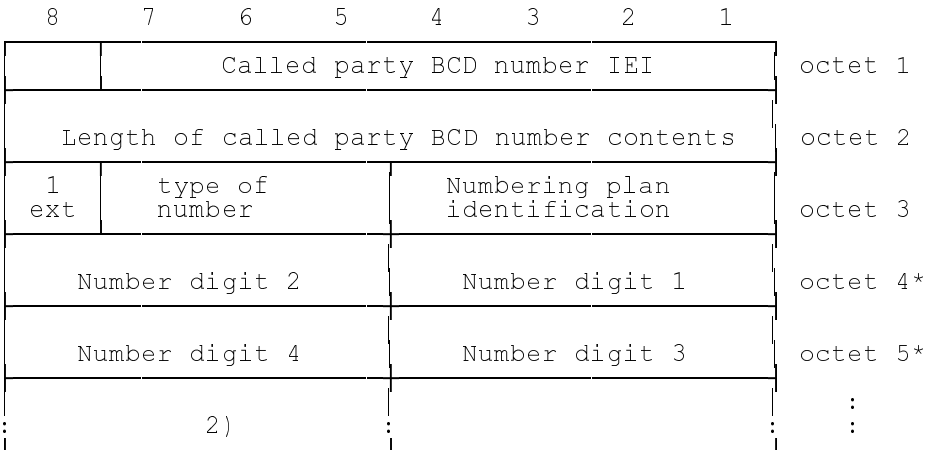 8 7 6 5 4 3 2 1
Called party BCD number IEI octet 1
Length of called party BCD number contents octet 2
1 type of Numbering plan
ext number identification octet 3
Number digit 2 Number digit 1 octet 4*
Number digit 4 Number digit 3 octet 5*
:
: 2) : : :